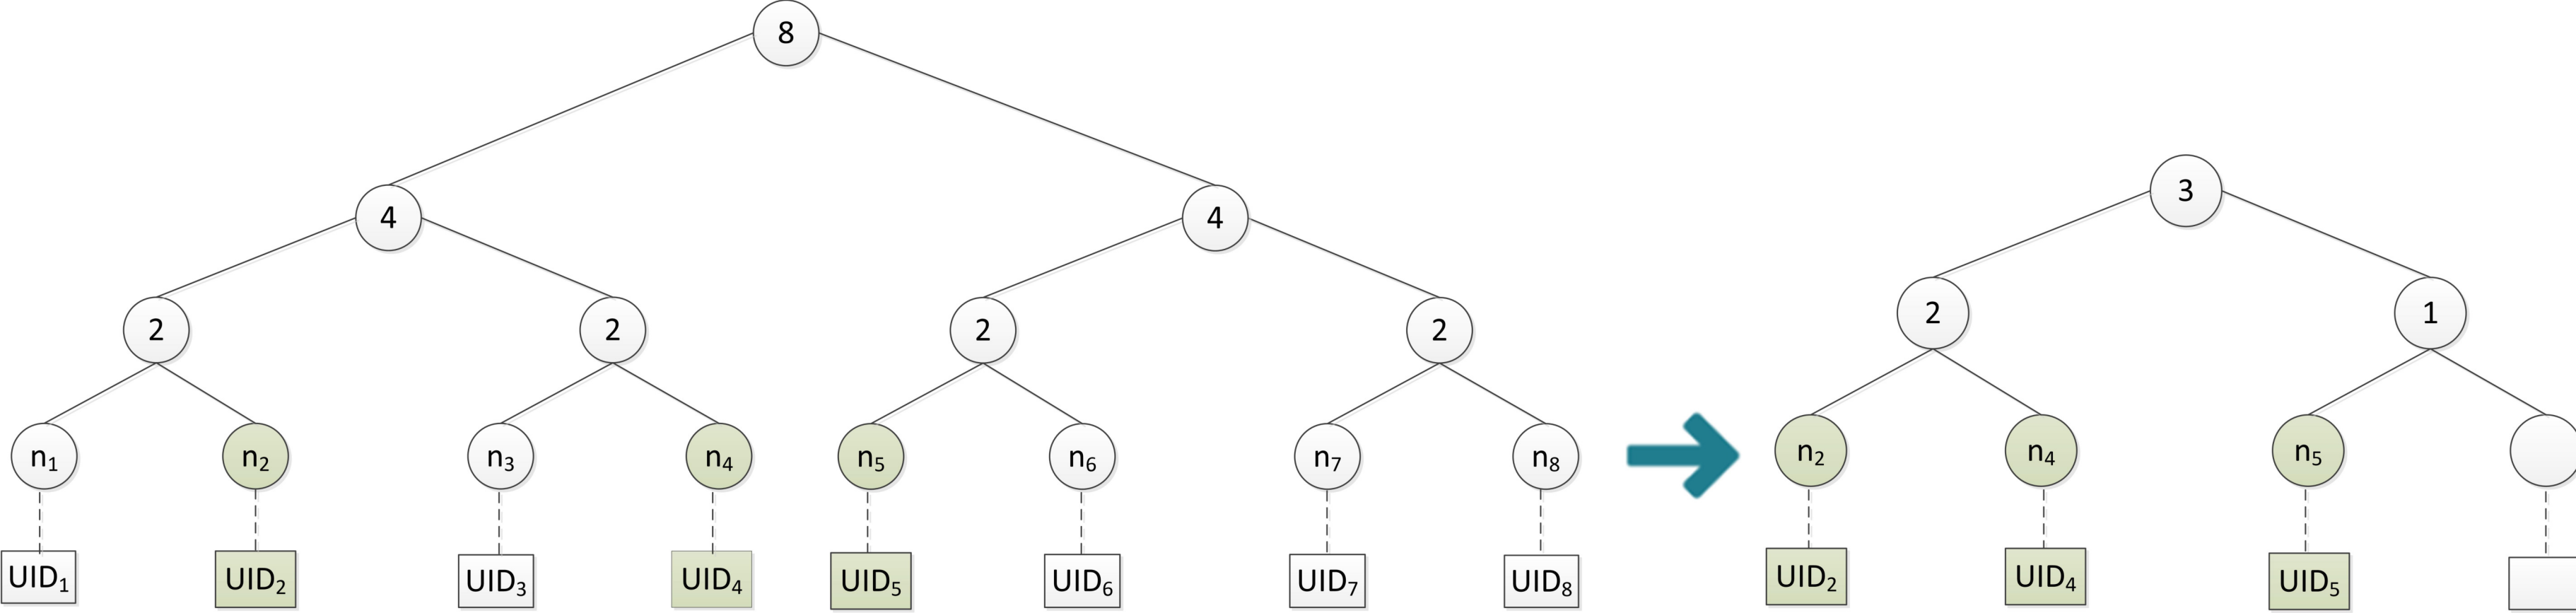 8
3
4 4
2 1
2 2 2 2
n₁ n₂ n₃ n₄ n₅ n₆ n₇ n₈ n₂ n₄ n₅
UID₁ UID₂ UID₃ UID₄ UID₅ UID₆ UID₇ UID₈ UID₂ UID₄ UID₅